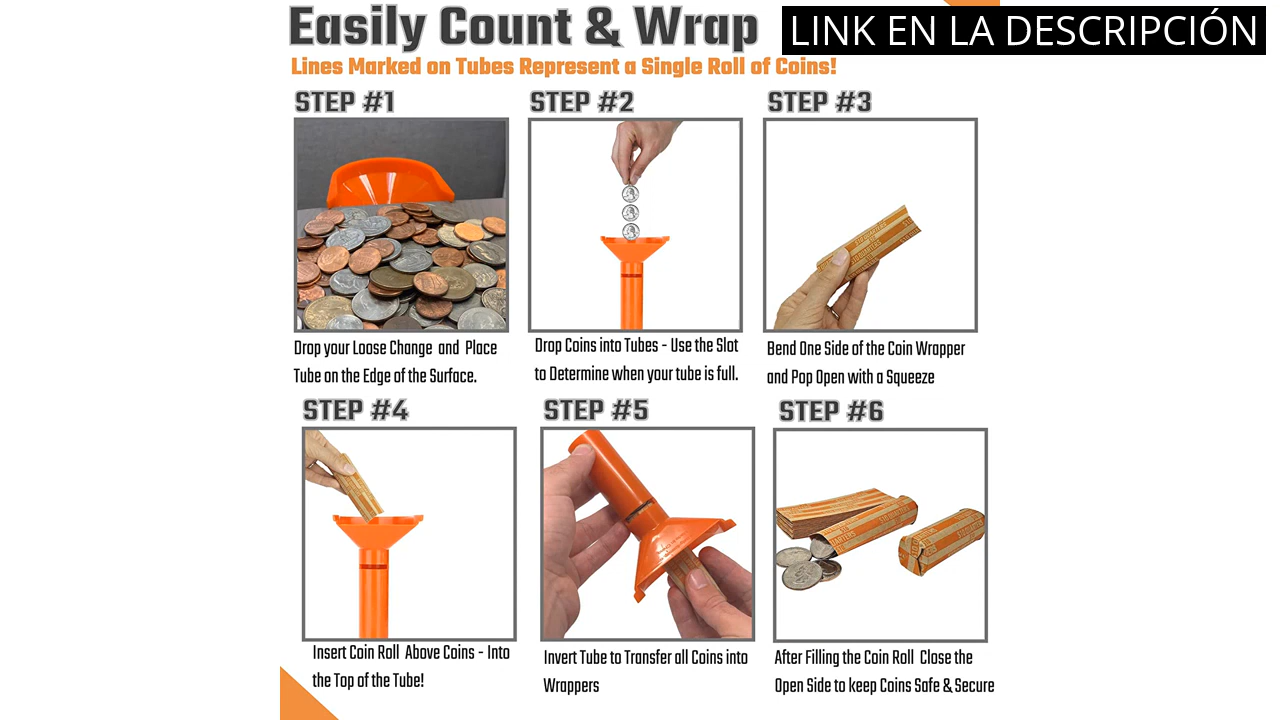 Easily Count & Wrap
LINK EN LA DESCRIPCIÓN
Lines Marked on Tubes Represent a Single Roll of Coins!
STEP #1
STEP #2
STEP #3
Drop your Loose Change and Place
Tube on the Edge of the Surface.
Drop Coins into Tubes - Use the Slot
to Determine when your tube is full.
Bend One Side of the Coin Wrapper
and Pop Open with a Squeeze
STEP #4
STEP #5
STEP #6
Insert Coin Roll Above Coins - Into
the Top of the Tube!
Invert Tube to Transfer all Coins into
Wrappers
After Filling the Coin Roll Close the
Open Side to keep Coins Safe & Secure